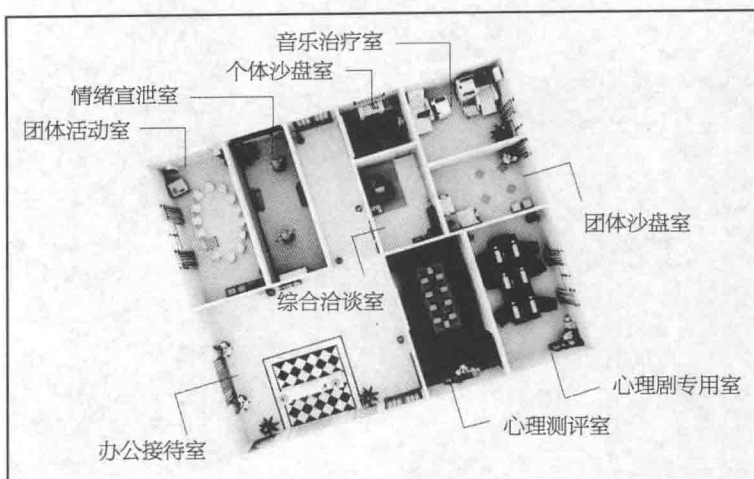 音乐治疗室
个体沙盘室
情绪宣泄室
团体活动室
团体沙盘室
综合洽谈室
心理剧专用室
心理测评室
办公接待室